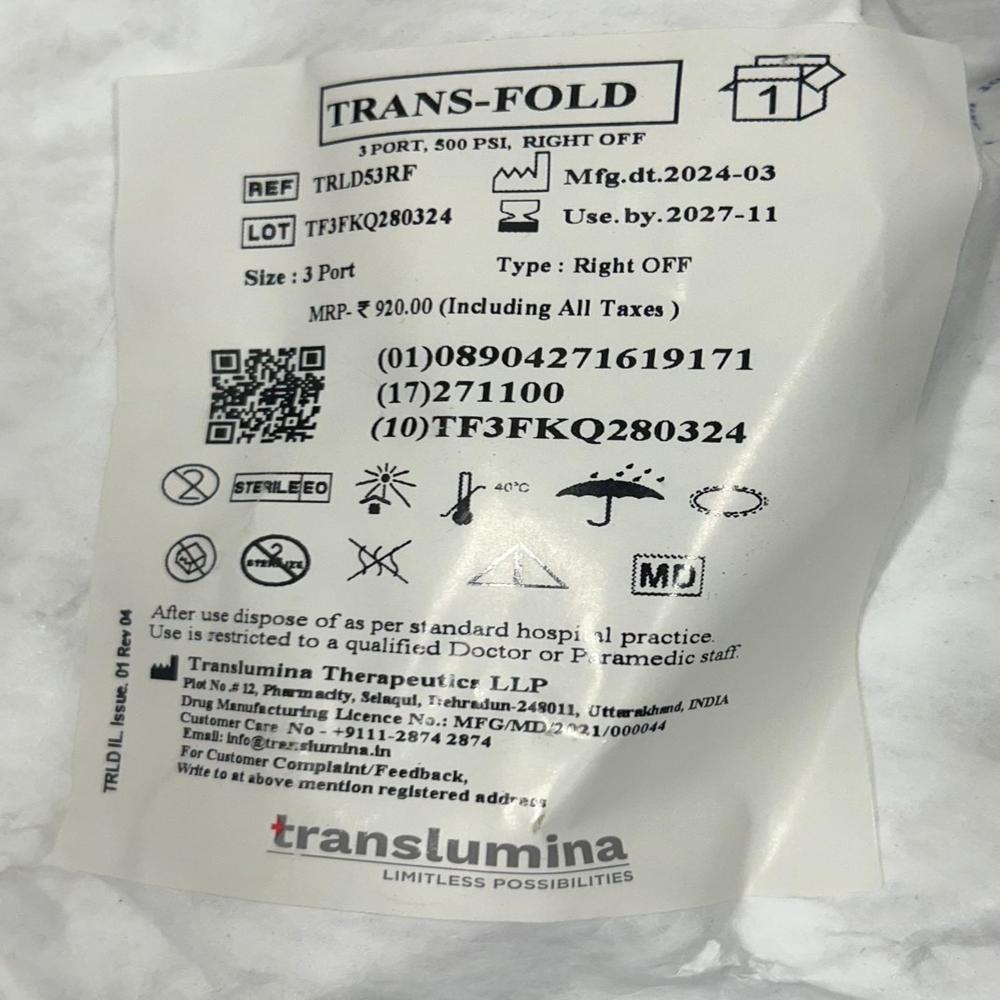 TRANS-FOLD
1
3 PORT, 500 PSI, RIGHT OFF
REF TRLD53RF
Mfg.dt.2024-03
LOT TF3FKQ280324
Use.by.2027-11
Size : 3 Port
Type : Right OFF
MRP- ₹ 920.00 (Including All Taxes )
(01)08904271619171
(17)271100
(10)TF3FKQ280324
2
STERILE EO
40°C
2
STERILIZE
MD
After use dispose of as per standard hospital practice.
Use is restricted to a qualified Doctor or Paramedic staff.
Translumina Therapeutics LLP
Plot No.# 12, Pharmacity, Selaqui, Dehradun-248011, Uttarakhand, INDIA
Drug Manufacturing Licence No.: MFG/MD/2021/000044
Customer Care No - +9111-2874 2874
Email: info@translumina.in
For Customer Complaint/Feedback,
Write to at above mention registered address
TRLD IL. Issue. 01 Rev 04
translumina
LIMITLESS POSSIBILITIES